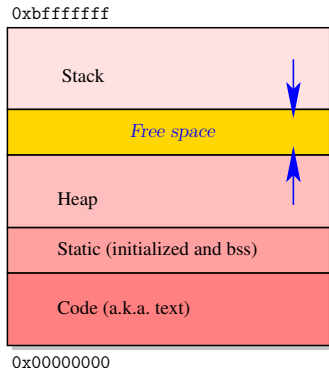 0xbfffffff
Stack
Free space
Heap
Static (initialized and bss)
Code (a.k.a. text)
0x00000000